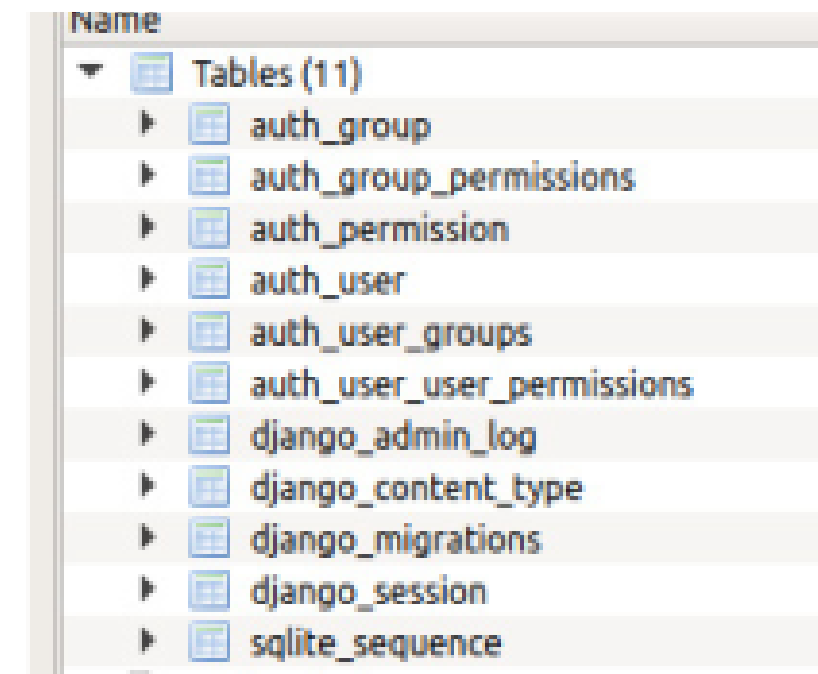 Name
Tables (11)
auth_group
auth_group_permissions
auth_permission
auth_user
auth_user_groups
auth_user_user_permissions
django_admin_log
django_content_type
django_migrations
django_session
sqlite_sequence